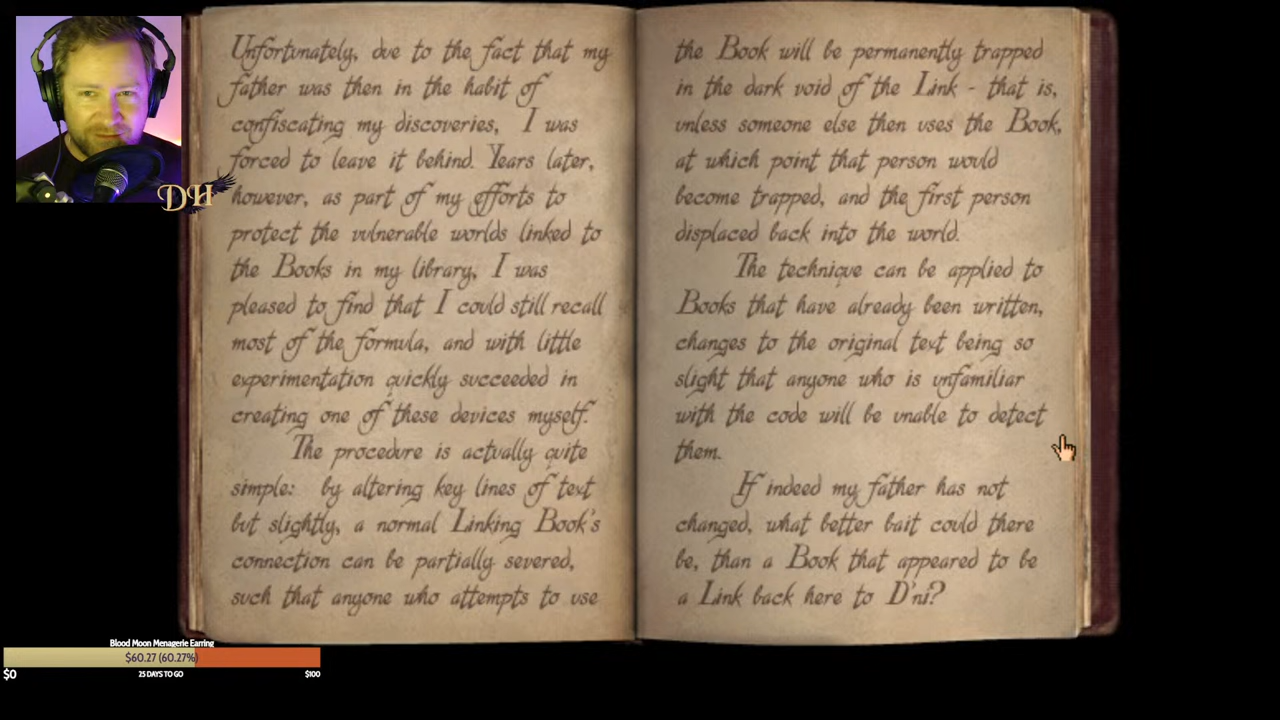 Unfortunately, due to the fact that my
father was then in the habit of
confiscating my discoveries, I was
forced to leave it behind. Years later,
however, as part of my efforts to
protect the vulnerable worlds linked to
the Books in my library, I was
pleased to find that I could still recall
most of the formula, and with little
experimentation quickly succeeded in
creating one of these devices myself.
The procedure is actually quite
simple: by altering key lines of text
but slightly, a normal Linking Book's
connection can be partially severed,
such that anyone who attempts to use
the Book will be permanently trapped
in the dark void of the Link - that is,
unless someone else then uses the Book,
at which point that person would
become trapped, and the first person
displaced back into the world.
The technique can be applied to
Books that have already been written,
changes to the original text being so
slight that anyone who is unfamiliar
with the code will be unable to detect
them.
If indeed my father has not
changed, what better bait could there
be, than a Book that appeared to be
a Link back here to D'ni?
DH
Blood Moon Menagerie Earring
$60.27 (60.27%)
$0
25 DAYS TO GO
$100